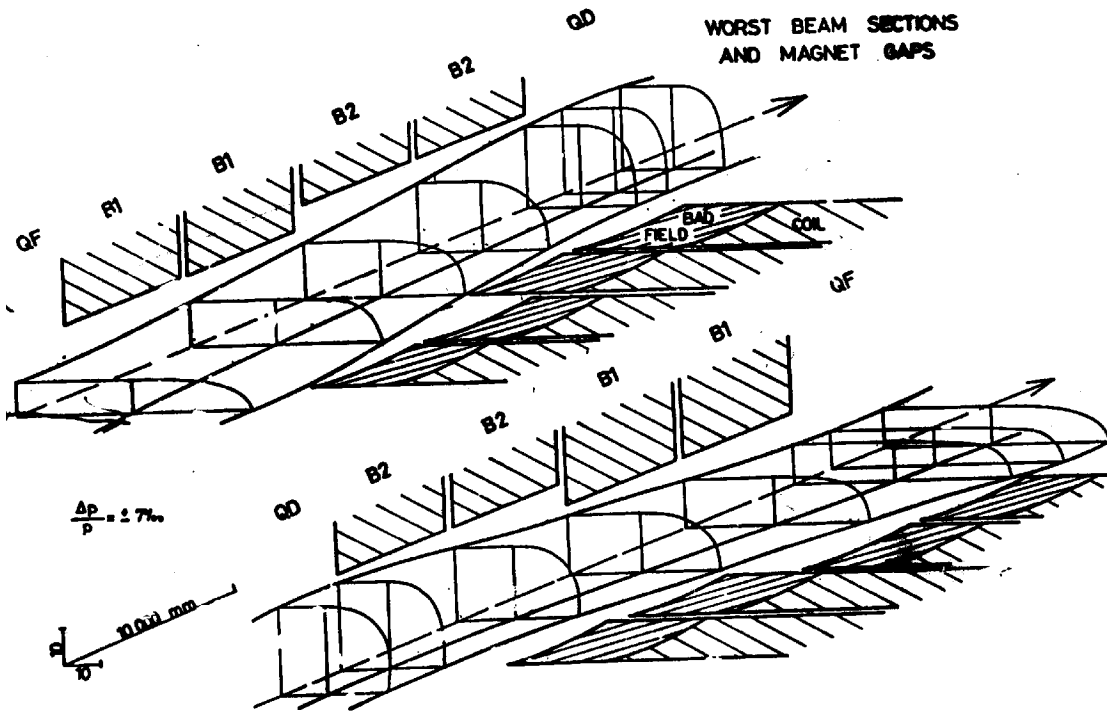 WORST BEAM SECTIONS
AND MAGNET GAPS
QD
B2
B2
B1
B1
QF
BAD
FIELD
COIL
QF
B1
B1
B2
B2
QD
Δp/p = ± 7‰
10 000 mm
10
10